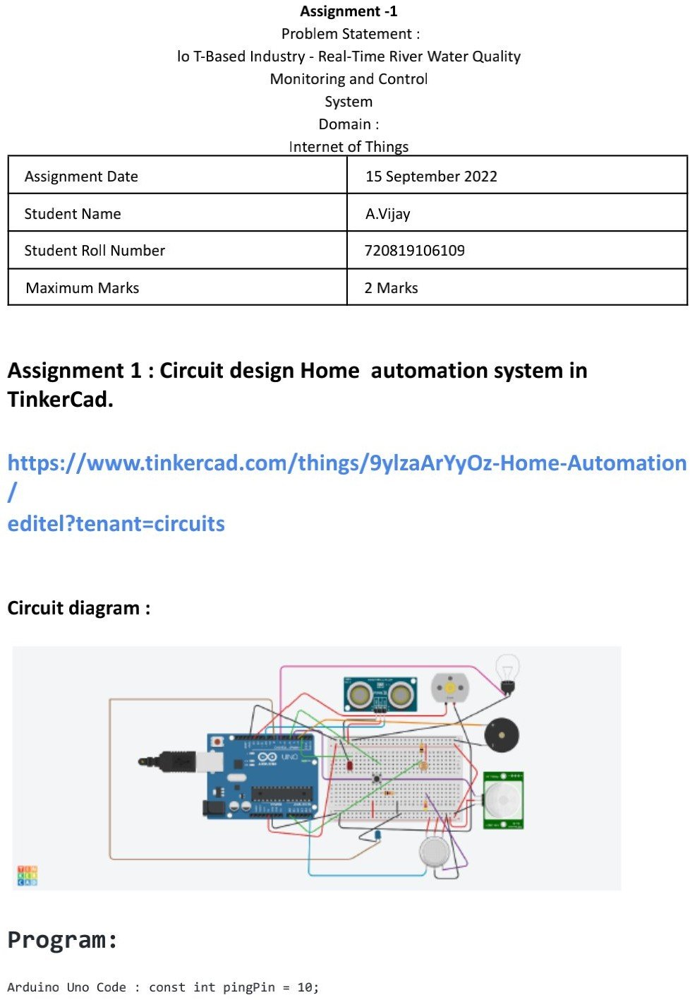 Assignment -1
Problem Statement :
Io T-Based Industry - Real-Time River Water Quality
Monitoring and Control
System
Domain :
Internet of Things
Assignment Date 15 September 2022
Student Name A.Vijay
Student Roll Number 720819106109
Maximum Marks 2 Marks
Assignment 1 : Circuit design Home automation system in
TinkerCad.
https://www.tinkercad.com/things/9ylzaArYyOz-Home-Automation
/
editel?tenant=circuits
Circuit diagram :
UNO
ARDUINO
TIN
KER
CAD
Program:
Arduino Uno Code : const int pingPin = 10;